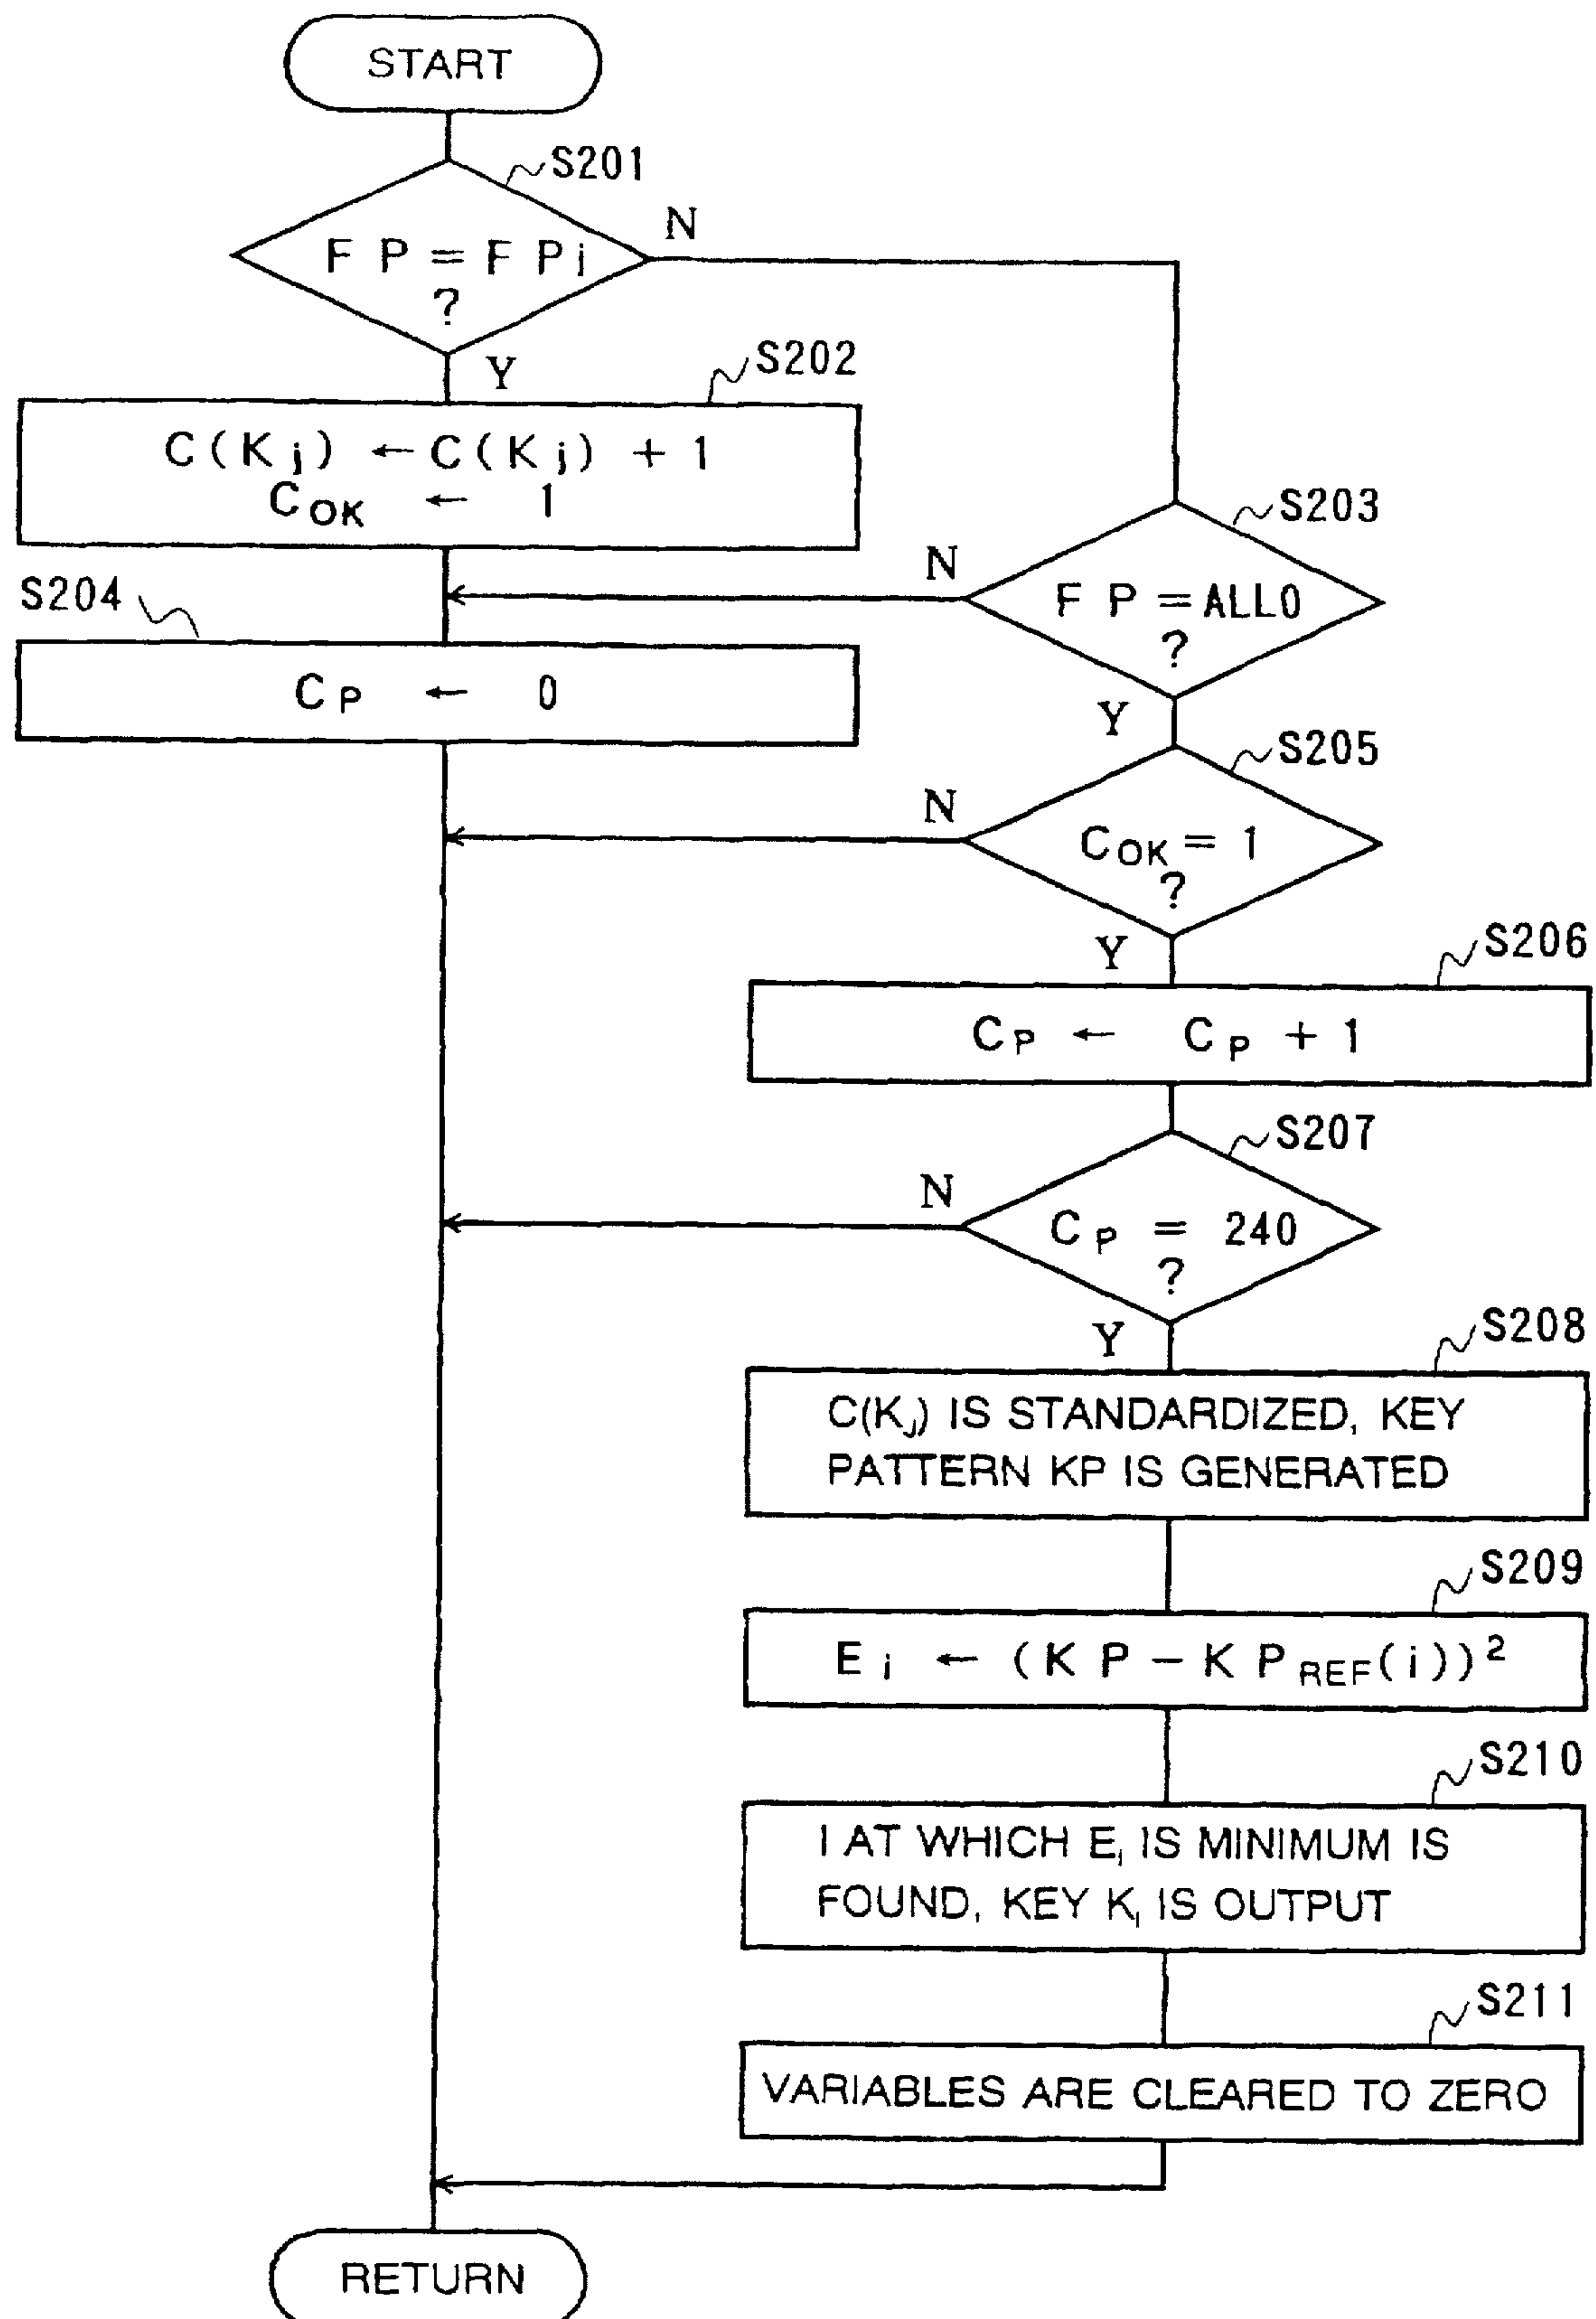 START
S201
N
F P = F P i
?
Y
S202
C ( K j ) ← C ( K j ) + 1
C OK ← 1
S203
N
F P = ALL0
?
S204
C P ← 0
Y
S205
N
C OK = 1
?
Y
S206
C P ← C P + 1
S207
N
C P = 240
?
Y
S208
C(Kj) IS STANDARDIZED, KEY
PATTERN KP IS GENERATED
S209
E i ← ( K P − K P REF ( i ) ) 2
S210
I AT WHICH Ei IS MINIMUM IS
FOUND, KEY Ki IS OUTPUT
S211
VARIABLES ARE CLEARED TO ZERO
RETURN